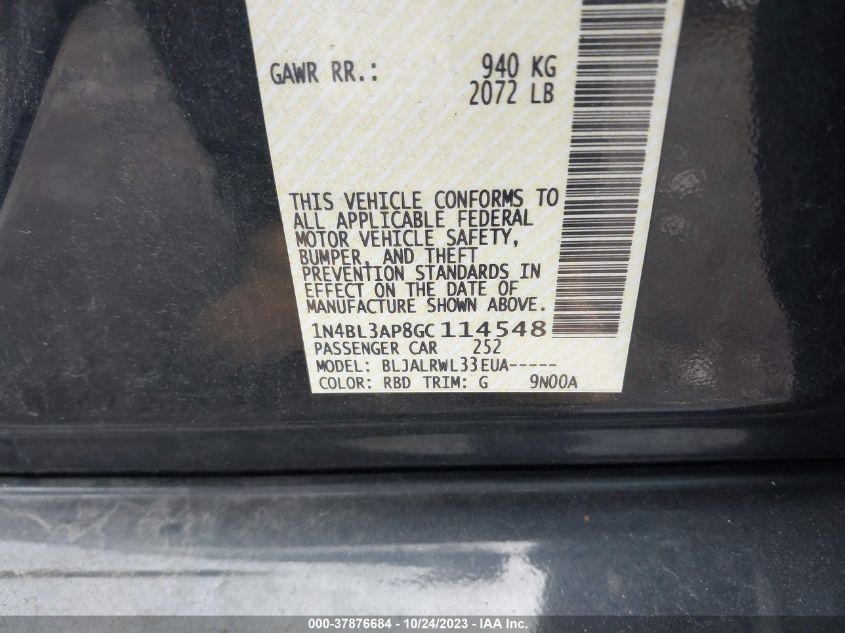 GAWR RR.: 940 KG
2072 LB
THIS VEHICLE CONFORMS TO
ALL APPLICABLE FEDERAL
MOTOR VEHICLE SAFETY,
BUMPER, AND THEFT
PREVENTION STANDARDS IN
EFFECT ON THE DATE OF
MANUFACTURE SHOWN ABOVE.
1N4BL3AP8GC114548
PASSENGER CAR 252
MODEL: BLJALRWL33EUA-----
COLOR: RBD TRIM: G 9N00A
000-37876684 | 10/24/2023 | IAA Inc.